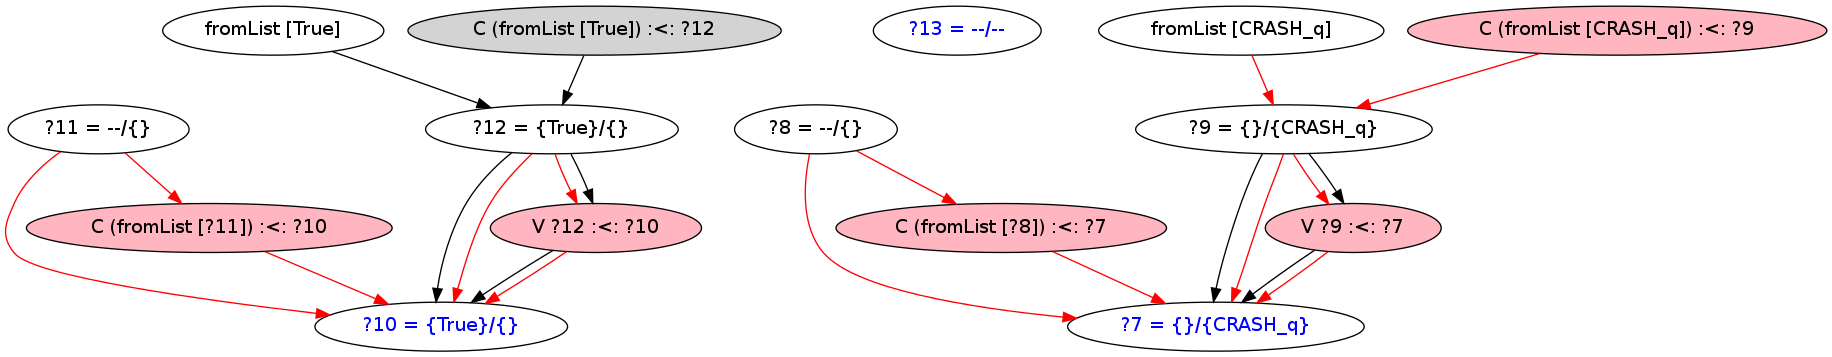 fromList [True]
C (fromList [True]) :<: ?12
?13 = --/--
fromList [CRASH_q]
C (fromList [CRASH_q]) :<: ?9
?11 = --/{}
?12 = {True}/{}
?8 = --/{}
?9 = {}/{CRASH_q}
C (fromList [?11]) :<: ?10
V ?12 :<: ?10
C (fromList [?8]) :<: ?7
V ?9 :<: ?7
?10 = {True}/{}
?7 = {}/{CRASH_q}